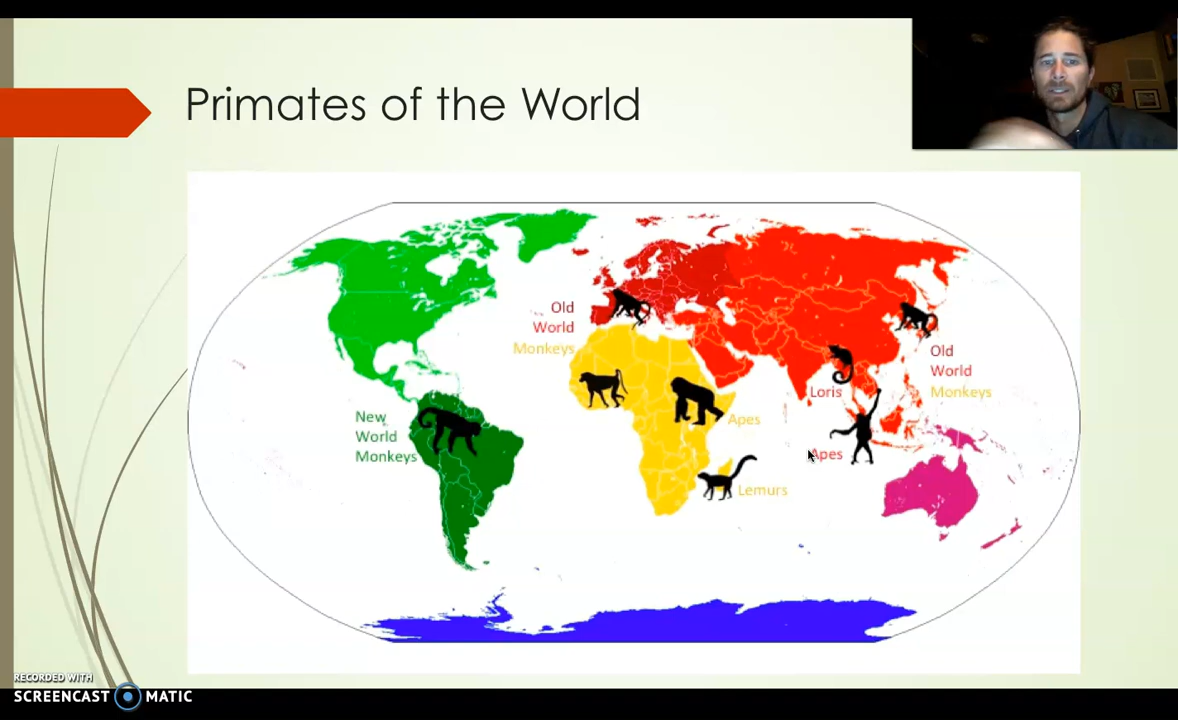 Primates of the World
Old
World
Monkeys
Old
World
Monkeys
Loris
New
World
Monkeys
Apes
Apes
Lemurs
RECORDED WITH
SCREENCAST MATIC